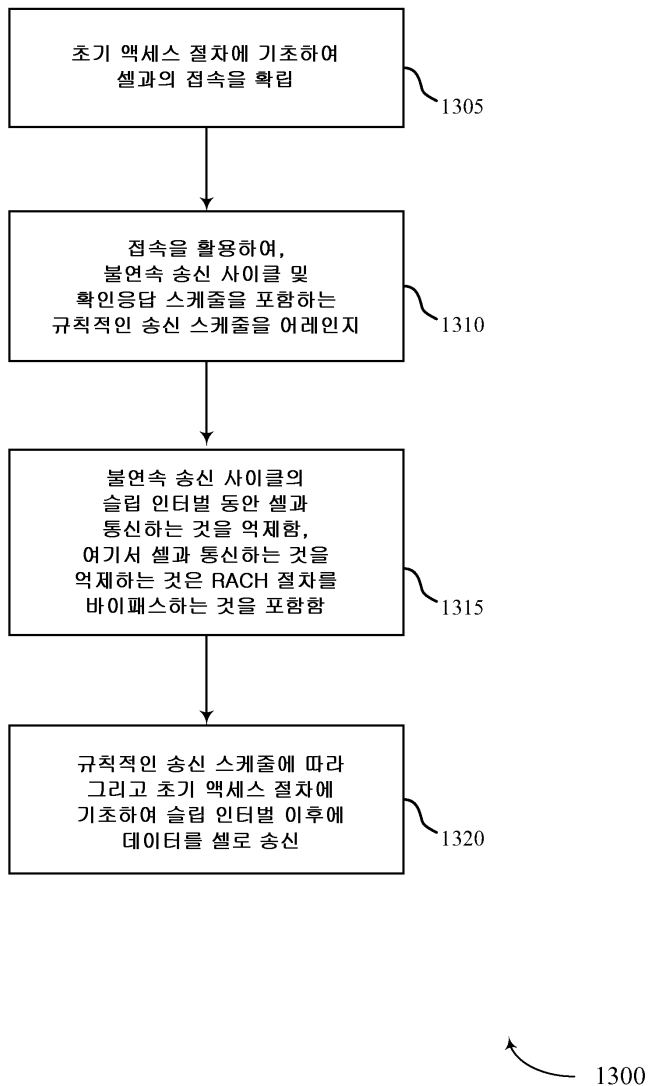 초기 액세스 절차에 기초하여
셀과의 접속을 확립
1305
접속을 활용하여,
불연속 송신 사이클 및
확인응답 스케줄을 포함하는
규칙적인 송신 스케줄을 어레인지
1310
불연속 송신 사이클의
슬립 인터벌 동안 셀과
통신하는 것을 억제함,
여기서 셀과 통신하는 것을
억제하는 것은 RACH 절차를
바이패스하는 것을 포함함
1315
규칙적인 송신 스케줄에 따라
그리고 초기 액세스 절차에
기초하여 슬립 인터벌 이후에
데이터를 셀로 송신
1320
1300